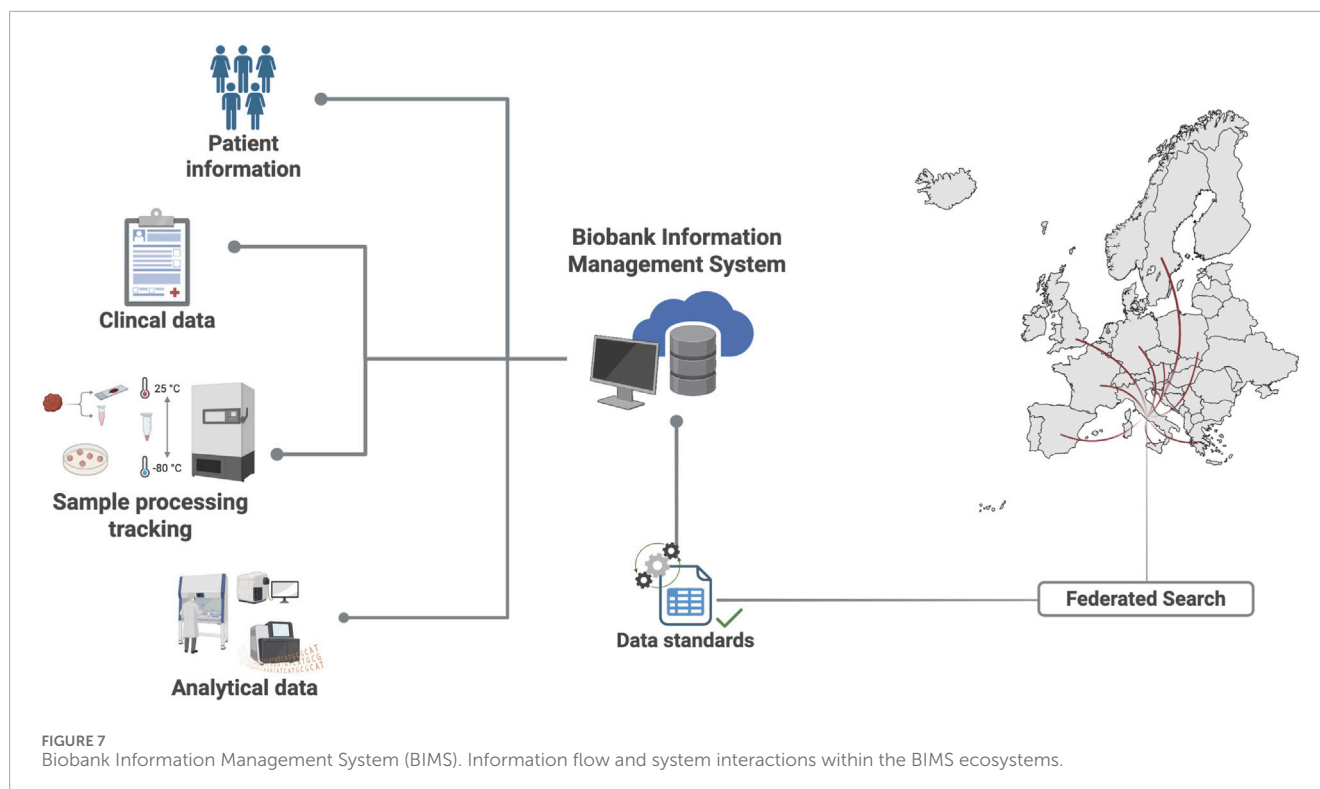 Patient
information
Clincal data
25 °C
-80 °C
Sample processing
tracking
Analytical data
Biobank Information
Management System
Data standards
Federated Search
FIGURE 7
Biobank Information Management System (BIMS). Information flow and system interactions within the BIMS ecosystems.